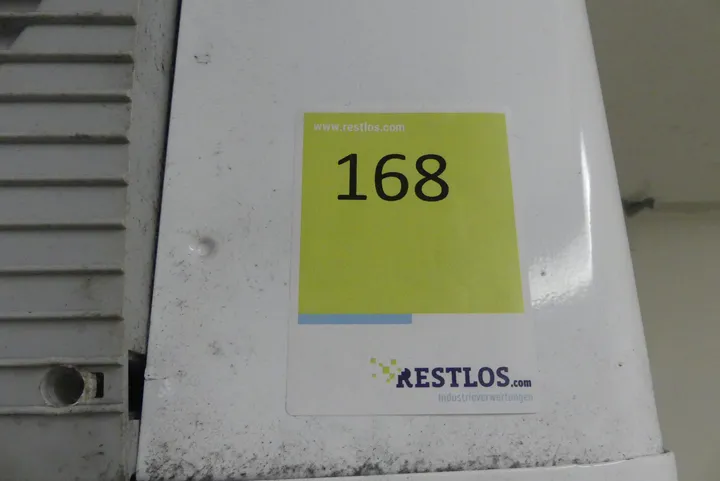 www.restlos.com
168
RESTLOS.com
Industrieverwertungen